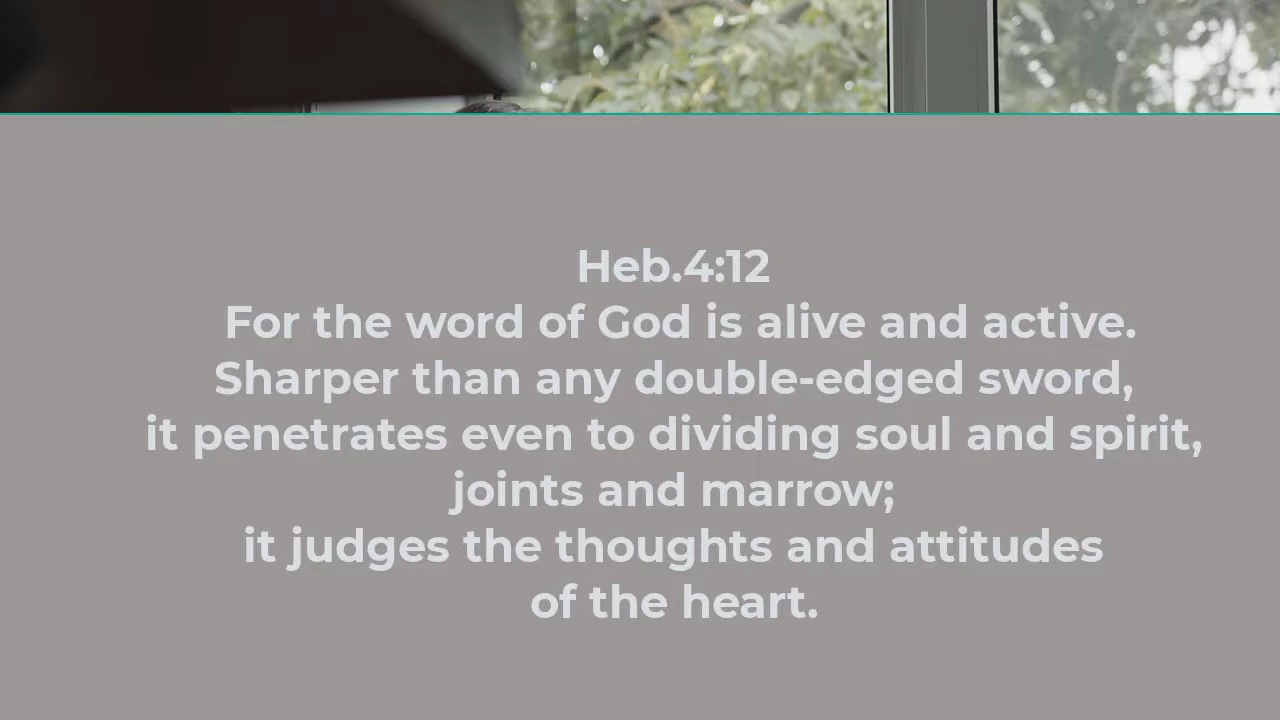 Heb.4:12
For the word of God is alive and active.
Sharper than any double-edged sword,
it penetrates even to dividing soul and spirit,
joints and marrow;
it judges the thoughts and attitudes
of the heart.